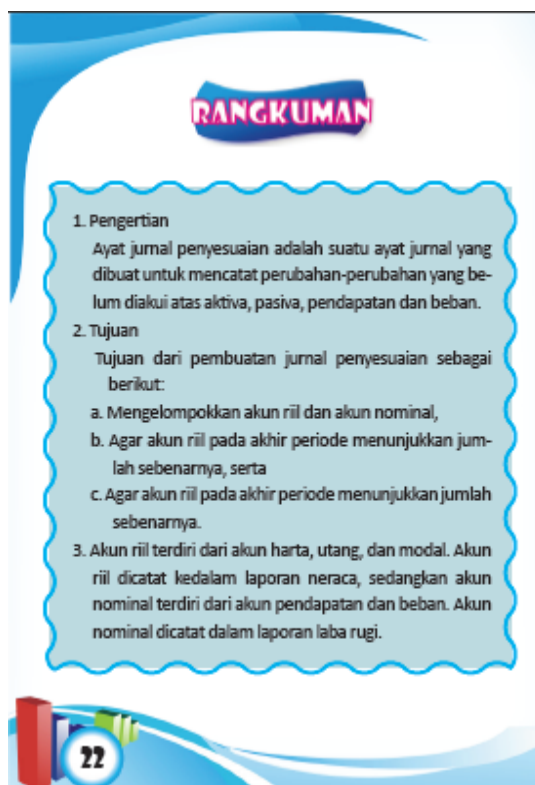 RANGKUMAN
1. Pengertian
Ayat jurnal penyesuaian adalah suatu ayat jurnal yang
dibuat untuk mencatat perubahan-perubahan yang be-
lum diakui atas aktiva, pasiva, pendapatan dan beban.
2. Tujuan
Tujuan dari pembuatan jurnal penyesuaian sebagai
berikut:
a. Mengelompokkan akun riil dan akun nominal,
b. Agar akun riil pada akhir periode menunjukkan jum-
lah sebenarnya, serta
c. Agar akun riil pada akhir periode menunjukkan jumlah
sebenarnya.
3. Akun riil terdiri dari akun harta, utang, dan modal. Akun
riil dicatat kedalam laporan neraca, sedangkan akun
nominal terdiri dari akun pendapatan dan beban. Akun
nominal dicatat dalam laporan laba rugi.
22